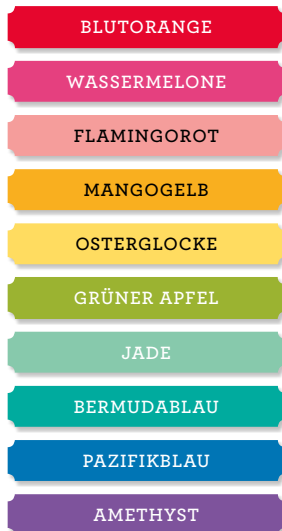 BLUTORANGE
WASSERMELONE
FLAMINGOROT
MANGOGELB
OSTERGLOCKE
GRÜNER APFEL
JADE
BERMUDABLAU
PAZIFIKBLAU
AMETHYST